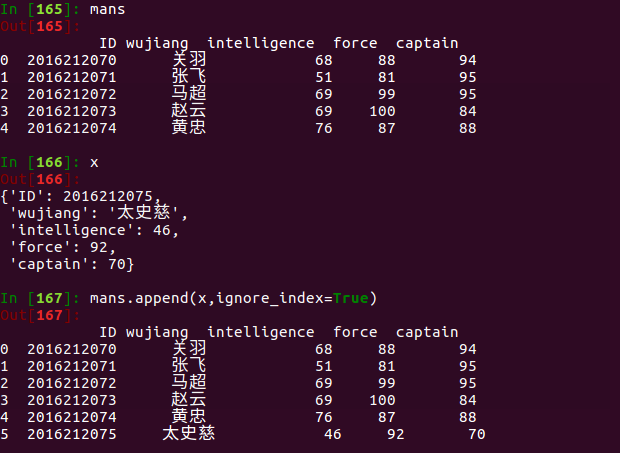 In [165]: mans
Out[165]:
ID wujiang intelligence force captain
0 2016212070 关羽 68 88 94
1 2016212071 张飞 51 81 95
2 2016212072 马超 69 99 95
3 2016212073 赵云 69 100 84
4 2016212074 黄忠 76 87 88
In [166]: x
Out[166]:
{'ID': 2016212075,
'wujiang': '太史慈',
'intelligence': 46,
'force': 92,
'captain': 70}
In [167]: mans.append(x,ignore_index=True)
Out[167]:
ID wujiang intelligence force captain
0 2016212070 关羽 68 88 94
1 2016212071 张飞 51 81 95
2 2016212072 马超 69 99 95
3 2016212073 赵云 69 100 84
4 2016212074 黄忠 76 87 88
5 2016212075 太史慈 46 92 70